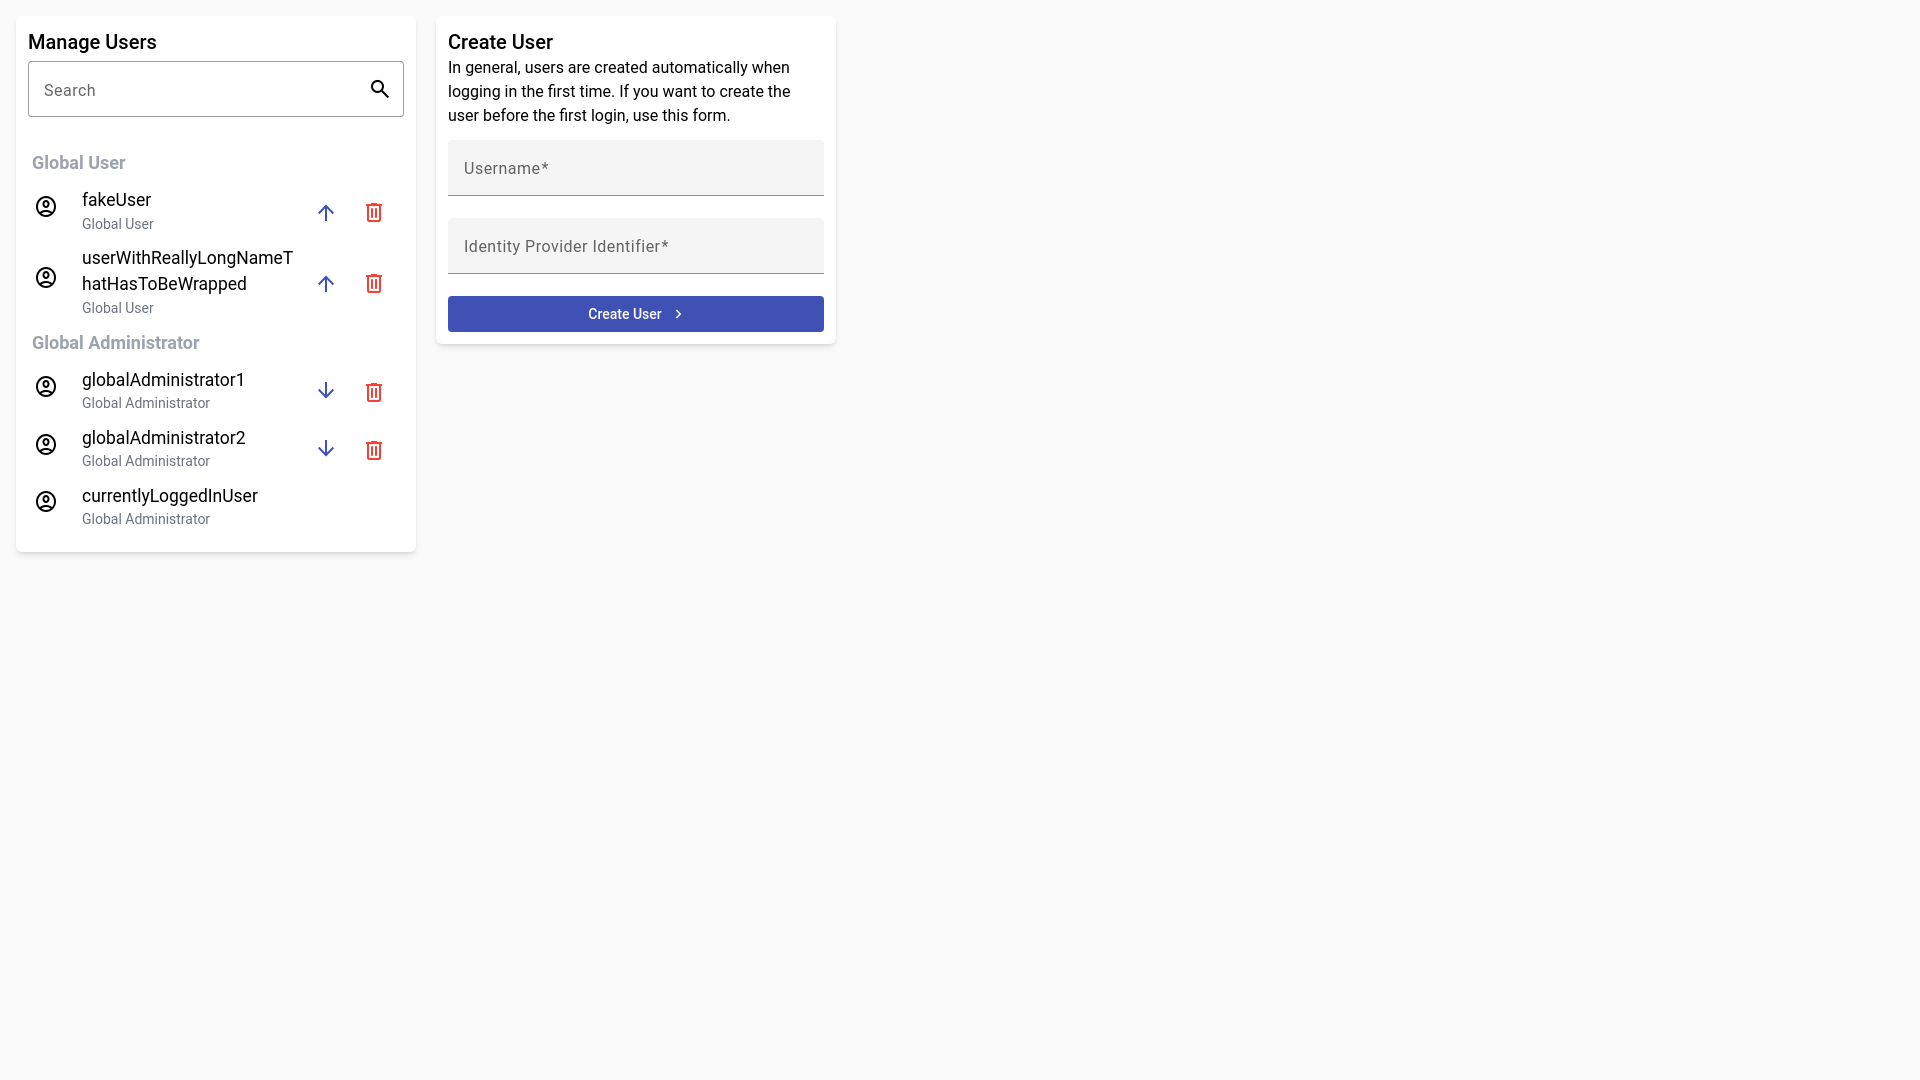 Manage Users
Search
Global User
fakeUser
Global User
userWithReallyLongNameT
hatHasToBeWrapped
Global User
Global Administrator
globalAdministrator1
Global Administrator
globalAdministrator2
Global Administrator
currentlyLoggedInUser
Global Administrator
Create User
In general, users are created automatically when
logging in the first time. If you want to create the
user before the first login, use this form.
Username*
Identity Provider Identifier*
Create User